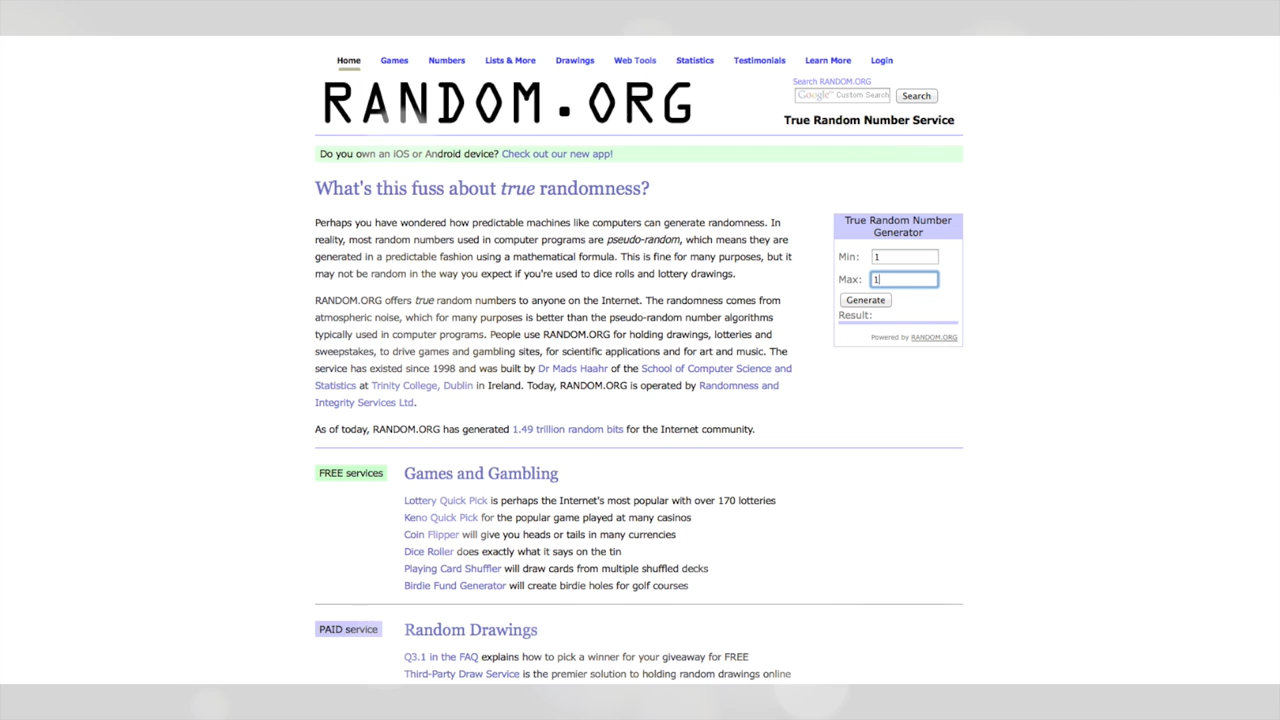 Home Games Numbers Lists & More Drawings Web Tools Statistics Testimonials Learn More Login
RANDOM.ORG
Search RANDOM.ORG
Google™ Custom Search Search
True Random Number Service
Do you own an iOS or Android device? Check out our new app!
What's this fuss about true randomness?
Perhaps you have wondered how predictable machines like computers can generate randomness. In
reality, most random numbers used in computer programs are pseudo-random, which means they are
generated in a predictable fashion using a mathematical formula. This is fine for many purposes, but it
may not be random in the way you expect if you're used to dice rolls and lottery drawings.
RANDOM.ORG offers true random numbers to anyone on the Internet. The randomness comes from
atmospheric noise, which for many purposes is better than the pseudo-random number algorithms
typically used in computer programs. People use RANDOM.ORG for holding drawings, lotteries and
sweepstakes, to drive games and gambling sites, for scientific applications and for art and music. The
service has existed since 1998 and was built by Dr Mads Haahr of the School of Computer Science and
Statistics at Trinity College, Dublin in Ireland. Today, RANDOM.ORG is operated by Randomness and
Integrity Services Ltd.
As of today, RANDOM.ORG has generated 1.49 trillion random bits for the Internet community.
True Random Number
Generator
Min: 1
Max: 1
Generate
Result:
Powered by RANDOM.ORG
FREE services
Games and Gambling
Lottery Quick Pick is perhaps the Internet's most popular with over 170 lotteries
Keno Quick Pick for the popular game played at many casinos
Coin Flipper will give you heads or tails in many currencies
Dice Roller does exactly what it says on the tin
Playing Card Shuffler will draw cards from multiple shuffled decks
Birdie Fund Generator will create birdie holes for golf courses
PAID service
Random Drawings
Q3.1 in the FAQ explains how to pick a winner for your giveaway for FREE
Third-Party Draw Service is the premier solution to holding random drawings online